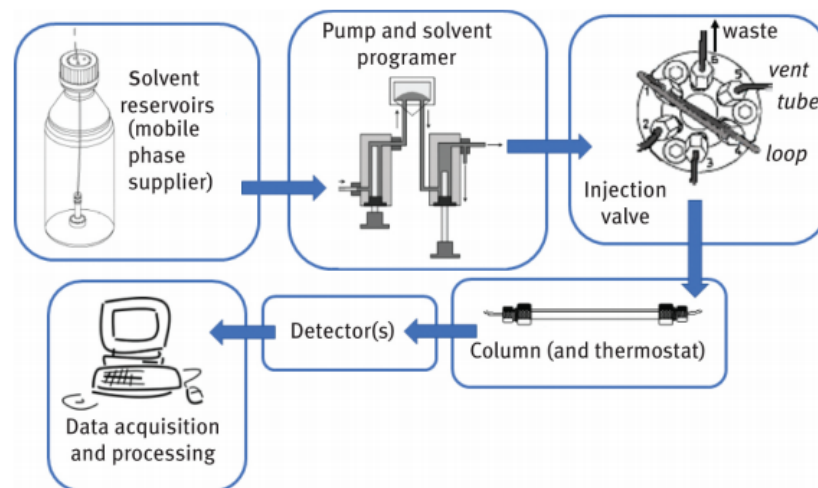 Solvent
reservoirs
(mobile
phase
supplier)
Pump and solvent
programer
waste
6
5
vent
tube
1
2
4
loop
3
Injection
valve
Column (and thermostat)
Detector(s)
Data acquisition
and processing